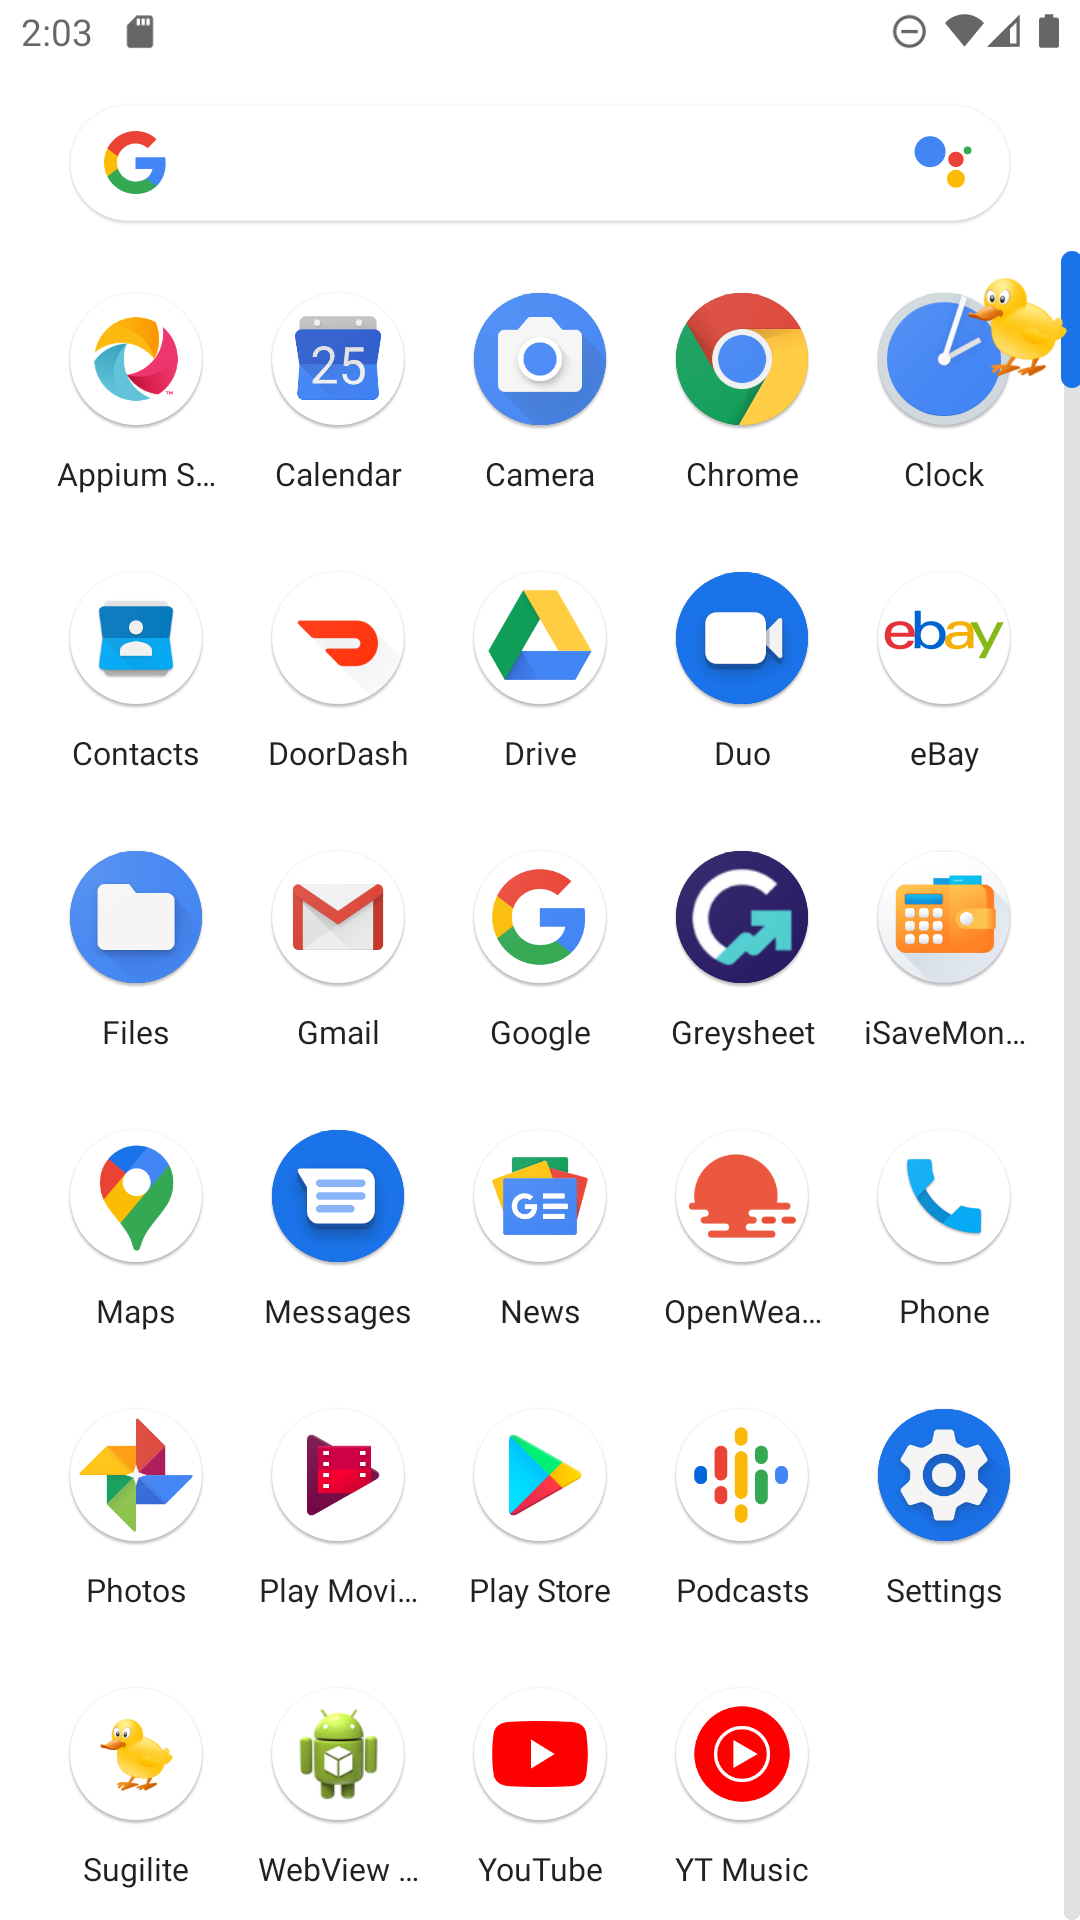 2:03
25
Appium S...
Calendar
Camera
Chrome
Clock
ebay
Contacts
DoorDash
Drive
Duo
eBay
Files
Gmail
Google
Greysheet
iSaveMon...
Maps
Messages
News
OpenWea...
Phone
Photos
Play Movi...
Play Store
Podcasts
Settings
Sugilite
WebView ...
YouTube
YT Music